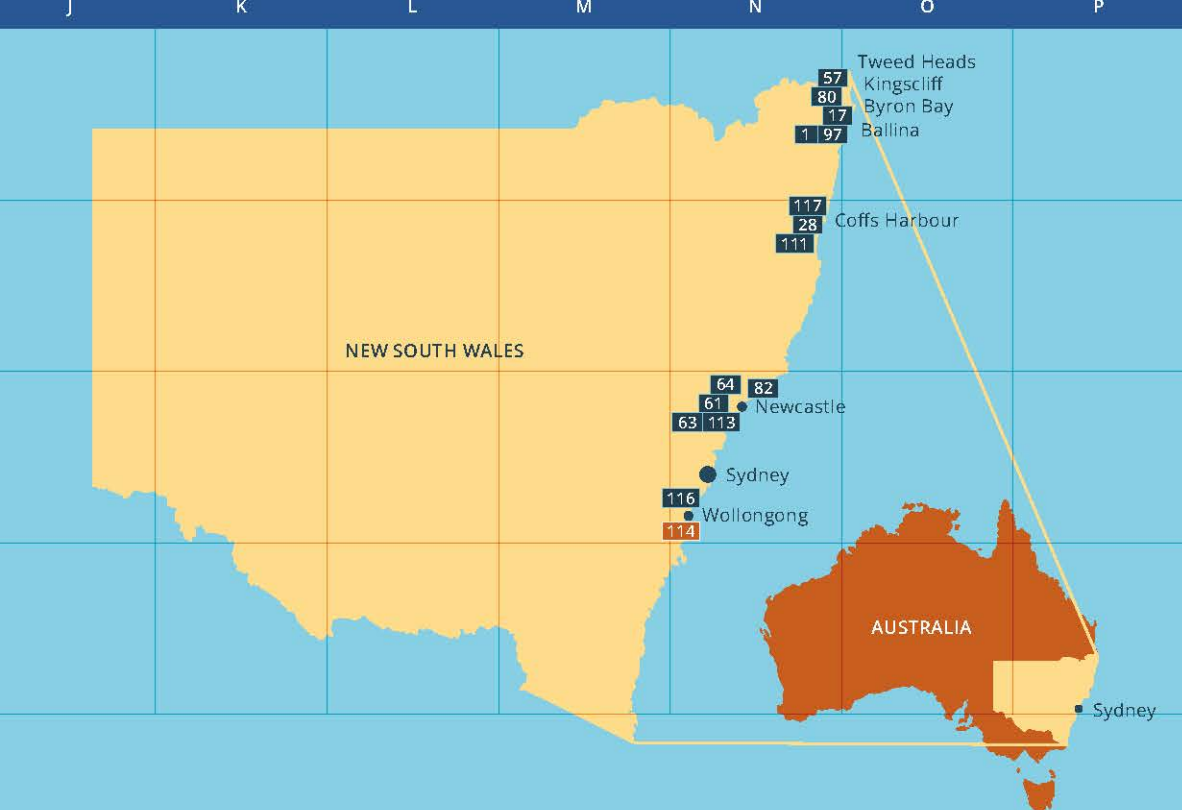 J K L M N O P
Tweed Heads
57
Kingscliff
80
Byron Bay
17
1 97 Ballina
117
28 Coffs Harbour
111
NEW SOUTH WALES
64 82
61 Newcastle
63 113
Sydney
116
Wollongong
114
AUSTRALIA
Sydney